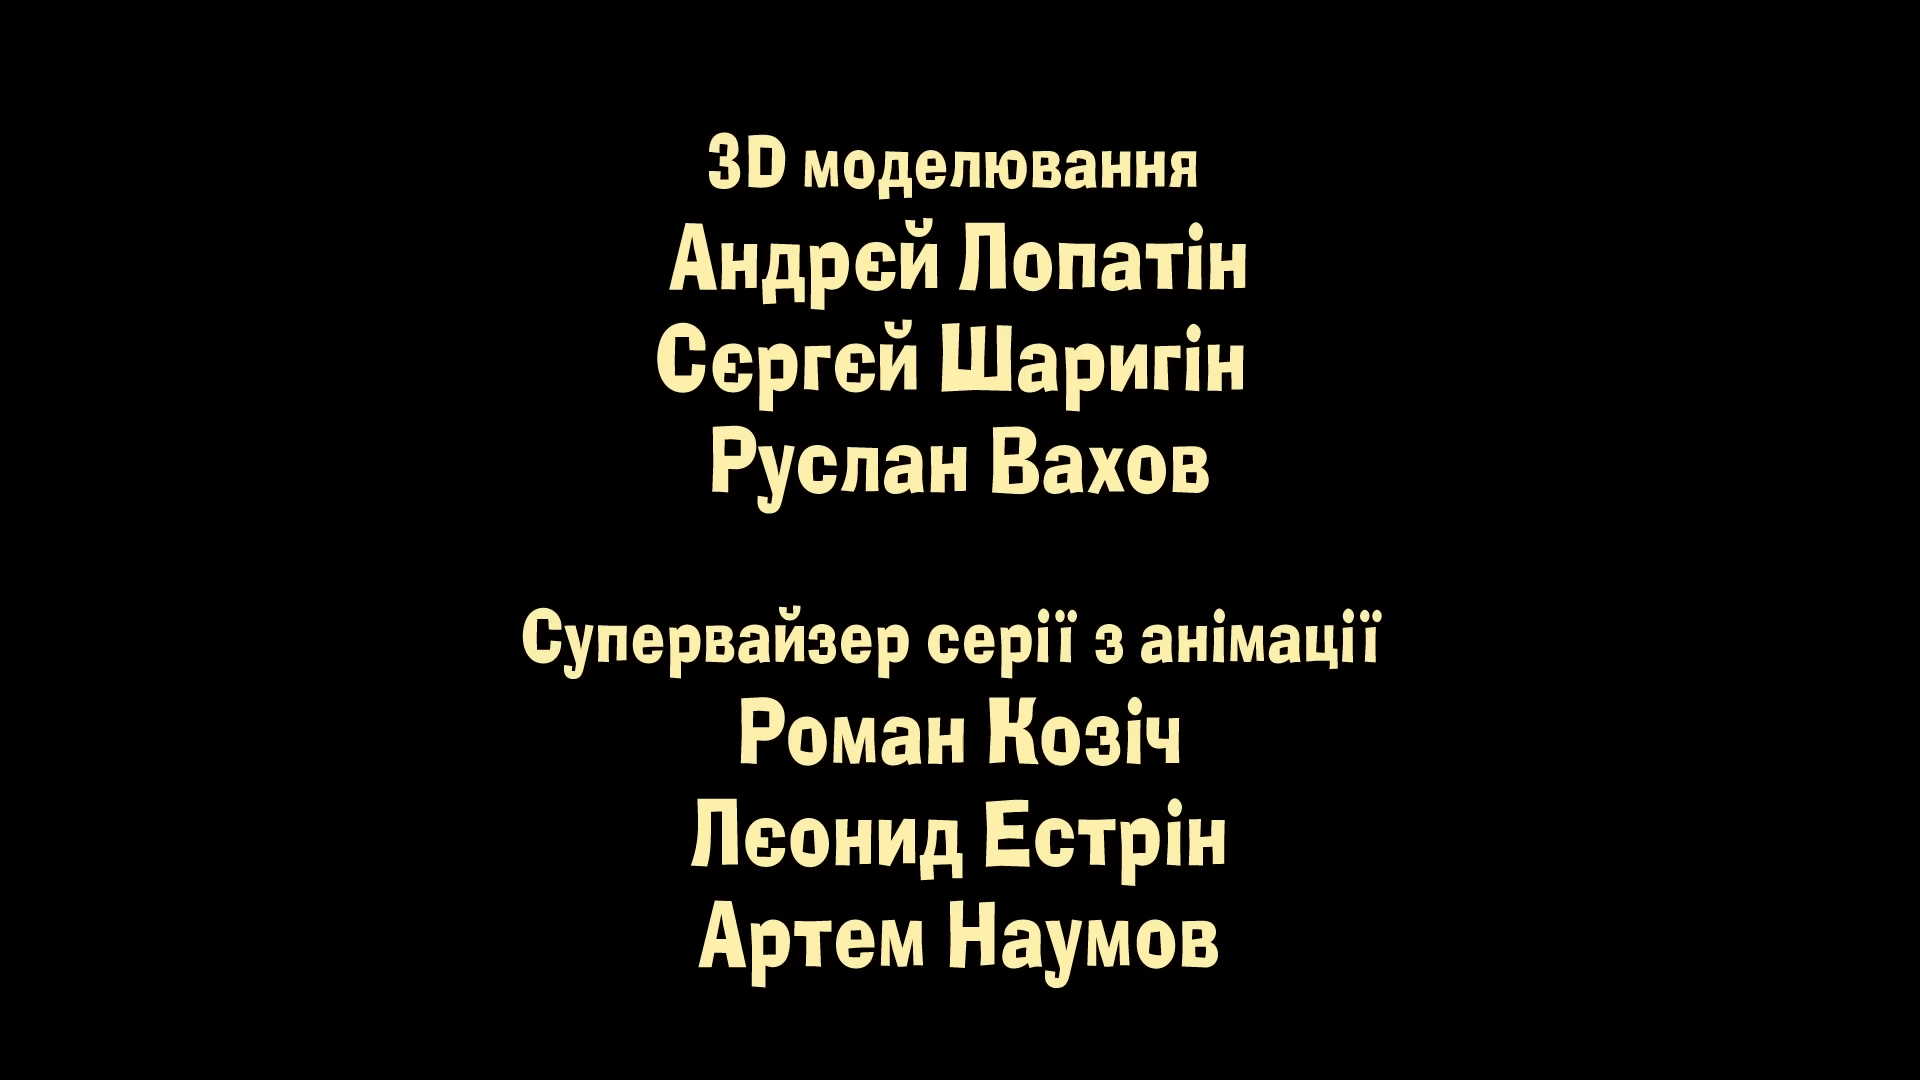 3D моделювання
Андрєй Лопатін
Сєргєй Шаригін
Руслан Вахов
Супервайзер серії з анімації
Роман Козіч
Лєонид Естрін
Артем Наумов